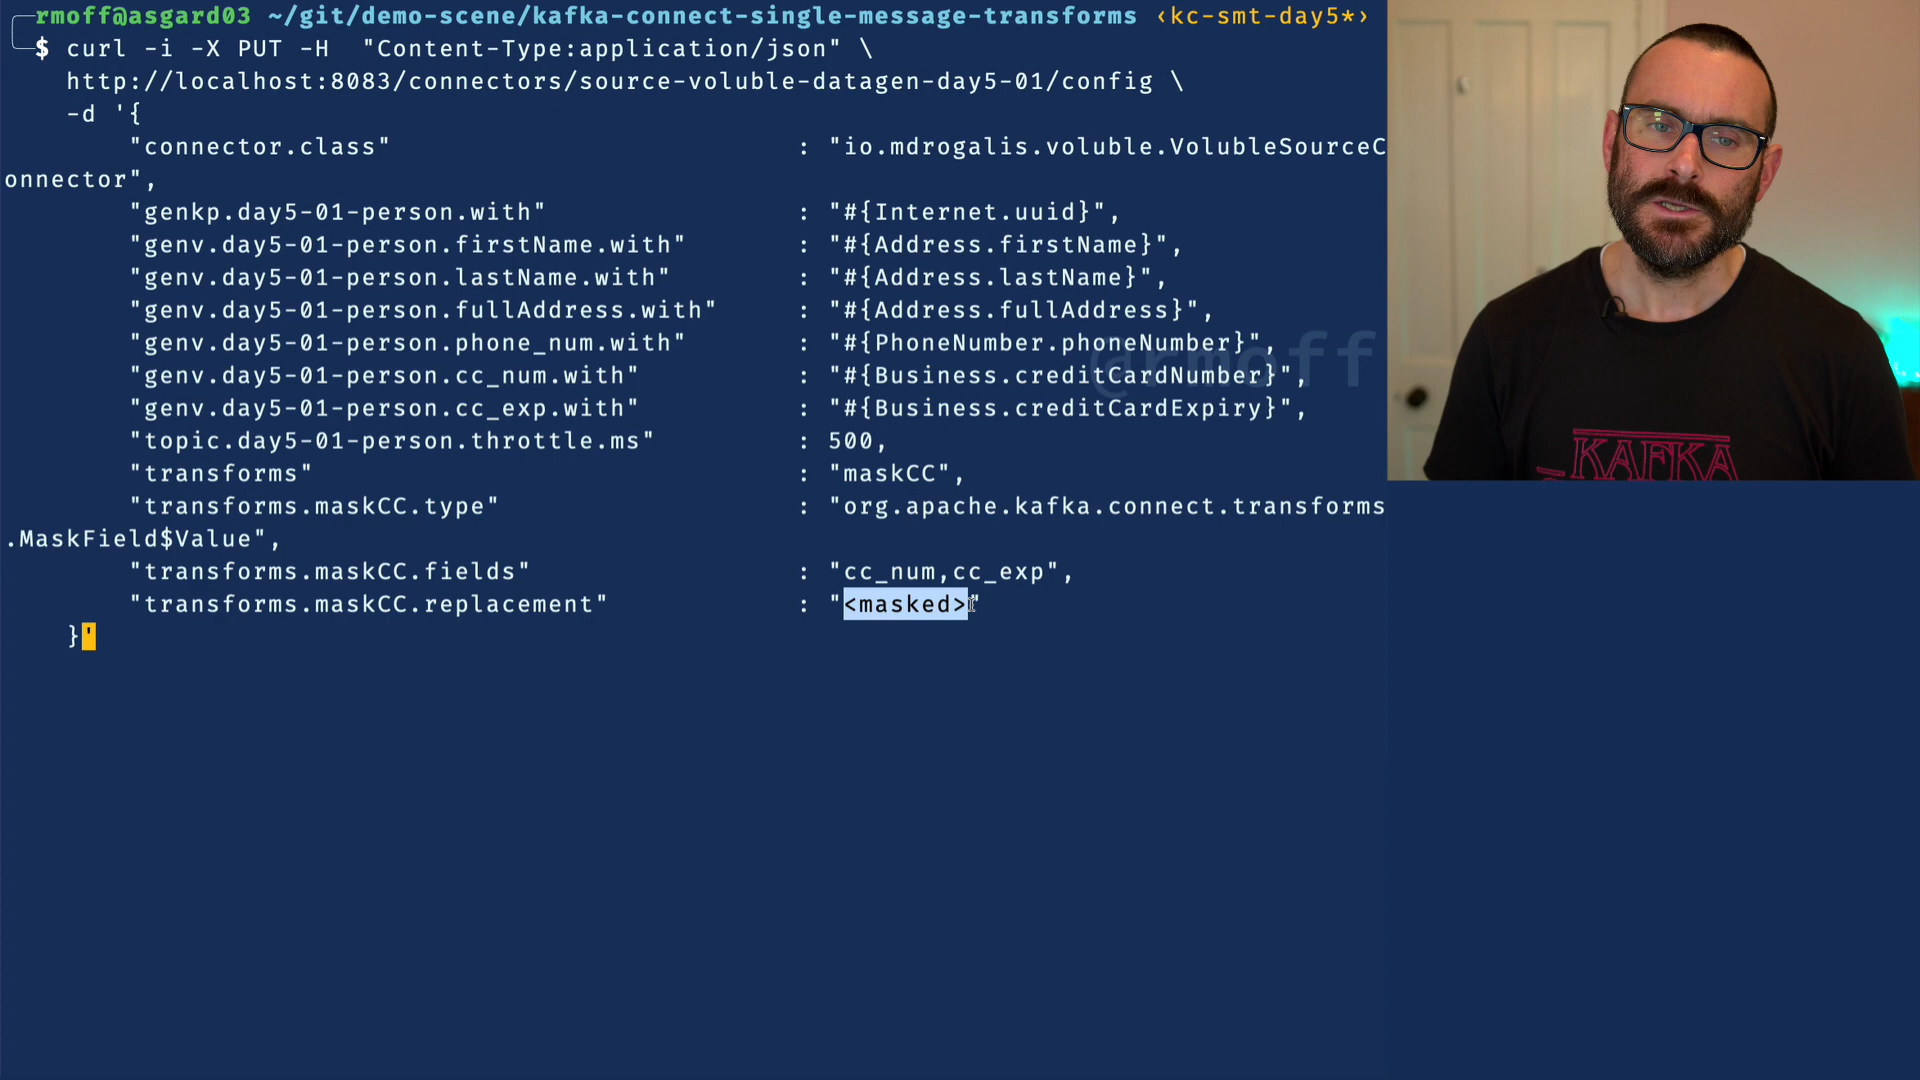 rmoff@asgard03 ~/git/demo-scene/kafka-connect-single-message-transforms ‹kc-smt-day5*›
$ curl -i -X PUT -H  "Content-Type:application/json" \
http://localhost:8083/connectors/source-voluble-datagen-day5-01/config \
-d '{
"connector.class" : "io.mdrogalis.voluble.VolubleSourceC
onnector",
"genkp.day5-01-person.with" : "#{Internet.uuid}",
"genv.day5-01-person.firstName.with" : "#{Address.firstName}",
"genv.day5-01-person.lastName.with" : "#{Address.lastName}",
"genv.day5-01-person.fullAddress.with" : "#{Address.fullAddress}",
"genv.day5-01-person.phone_num.with" : "#{PhoneNumber.phoneNumber}",
@rmoff
"genv.day5-01-person.cc_num.with" : "#{Business.creditCardNumber}",
"genv.day5-01-person.cc_exp.with" : "#{Business.creditCardExpiry}",
"topic.day5-01-person.throttle.ms" : 500,
"transforms" : "maskCC",
"transforms.maskCC.type" : "org.apache.kafka.connect.transforms
.MaskField$Value",
"transforms.maskCC.fields" : "cc_num,cc_exp",
"transforms.maskCC.replacement" : "<masked>"
}'
KAFKA